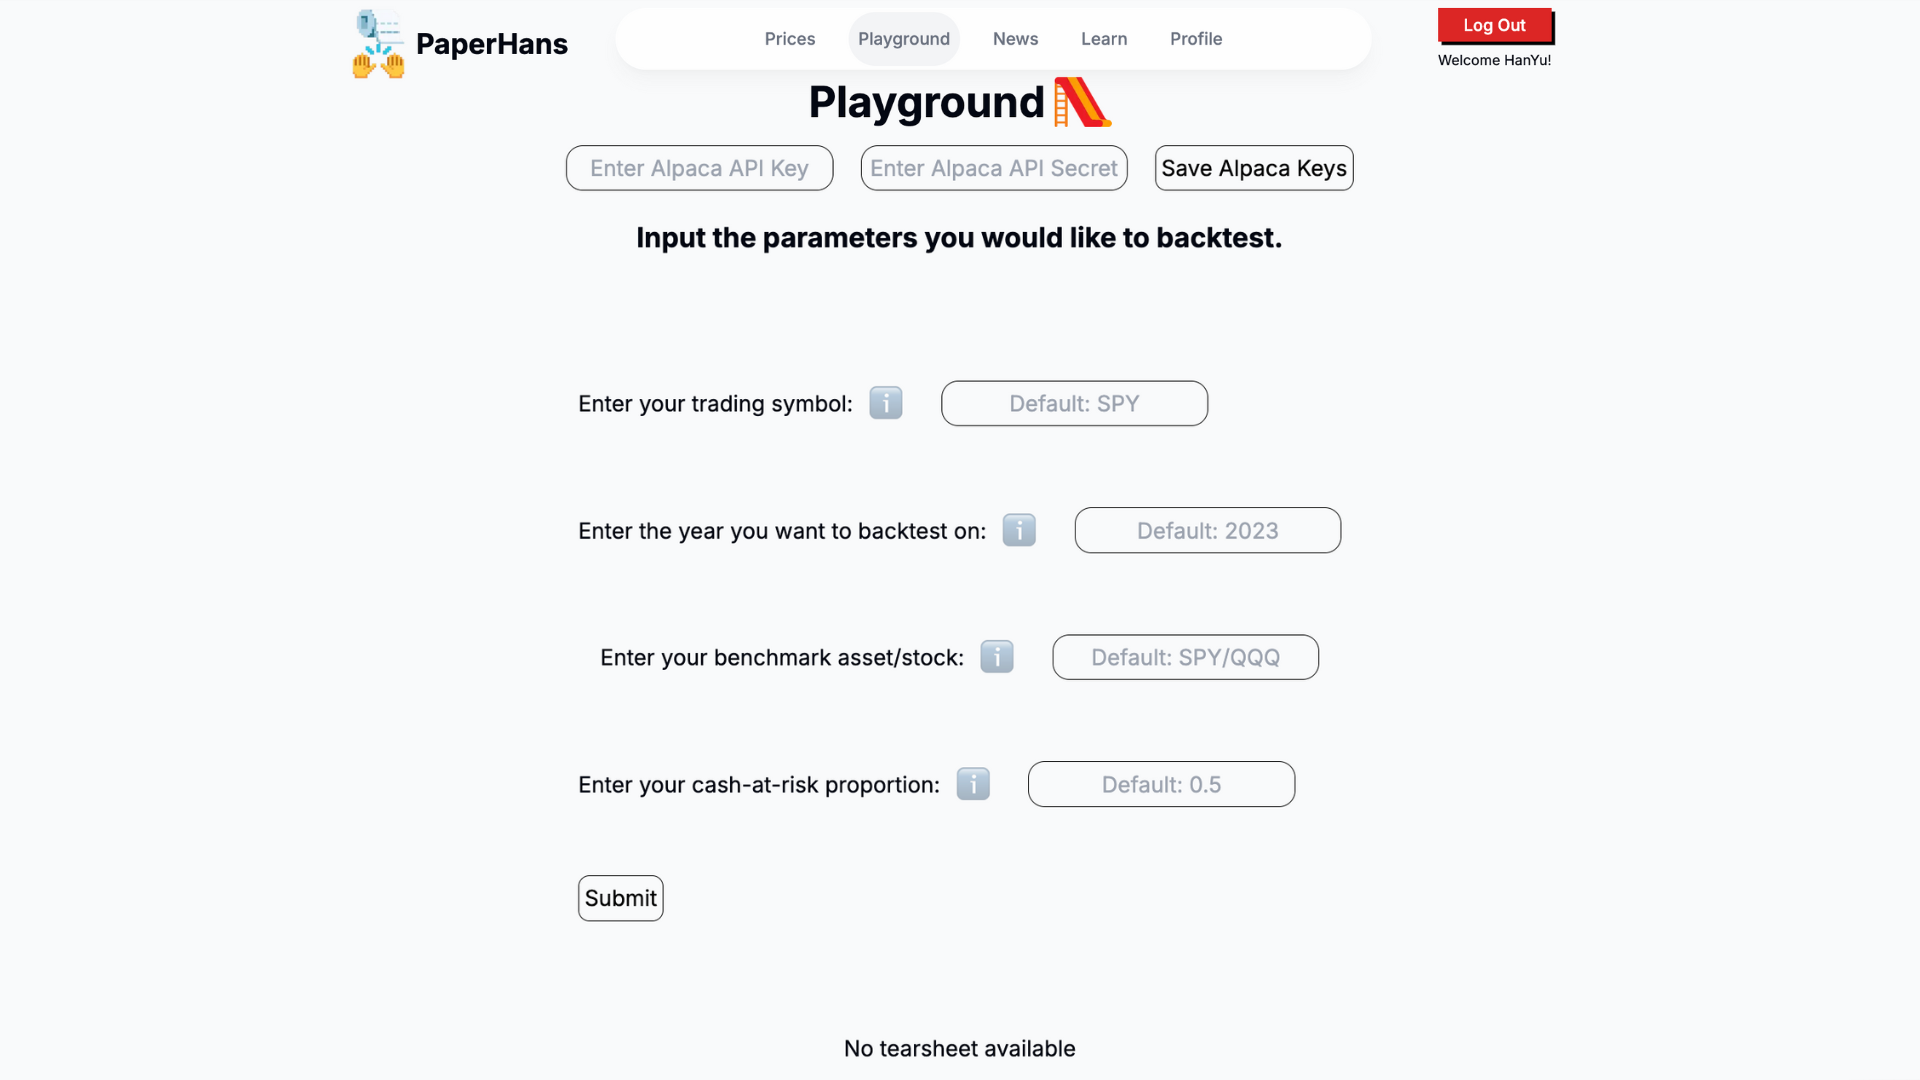 PaperHans
Prices Playground News Learn Profile
Log Out
Welcome HanYu!
Playground
Enter Alpaca API Key Enter Alpaca API Secret Save Alpaca Keys
Input the parameters you would like to backtest.
Enter your trading symbol: i Default: SPY
Enter the year you want to backtest on: i Default: 2023
Enter your benchmark asset/stock: i Default: SPY/QQQ
Enter your cash-at-risk proportion: i Default: 0.5
Submit
No tearsheet available